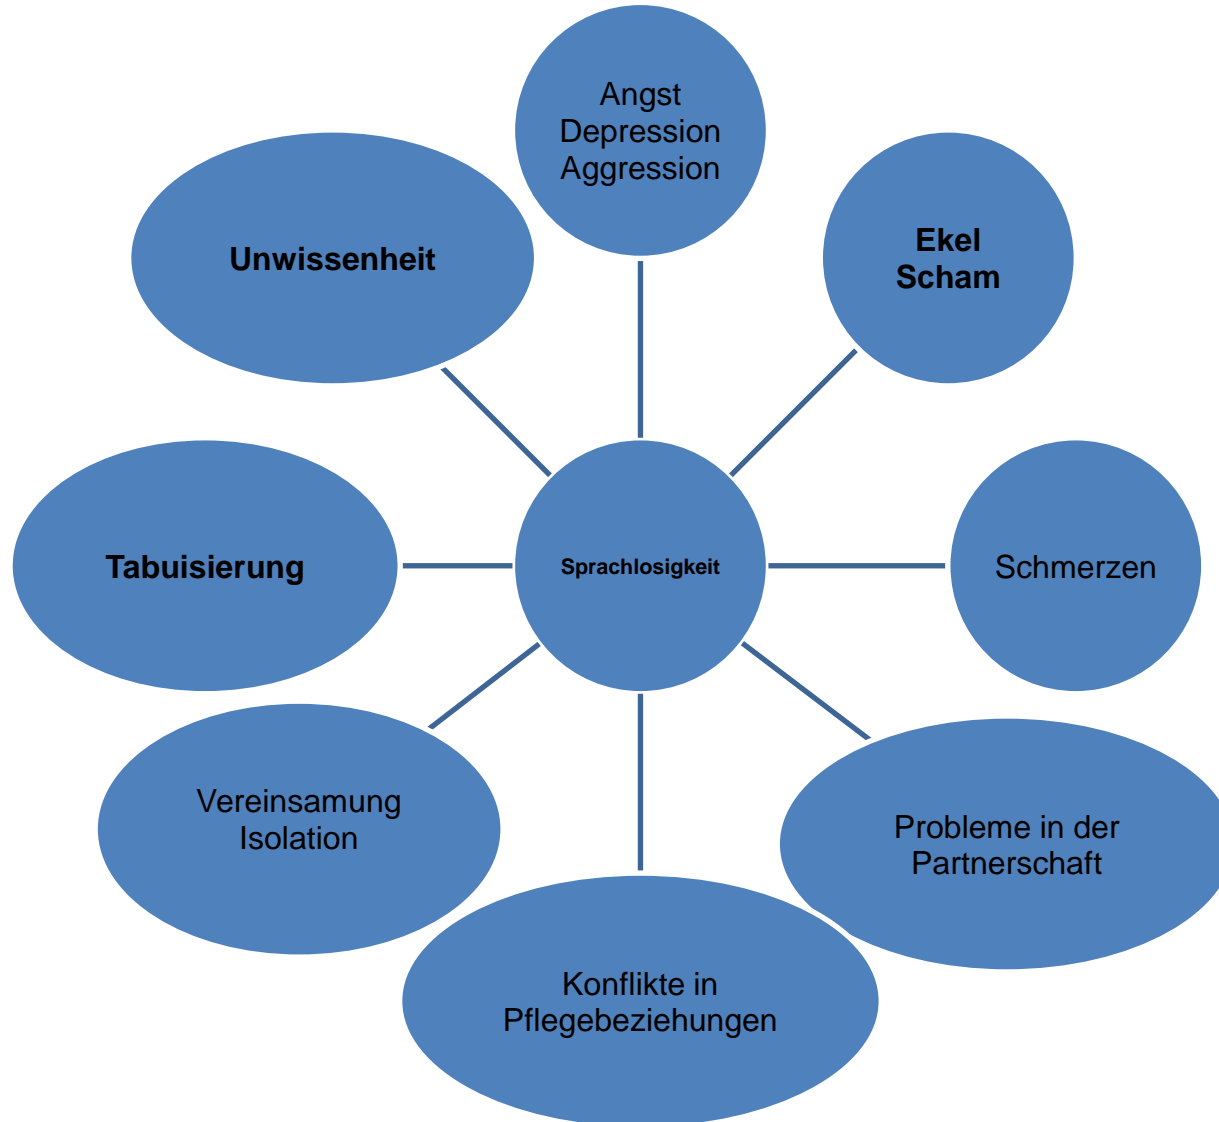 Angst
Depression
Aggression
Unwissenheit
Ekel
Scham
Tabuisierung
Sprachlosigkeit
Schmerzen
Vereinsamung
Isolation
Probleme in der
Partnerschaft
Konflikte in
Pflegebeziehungen